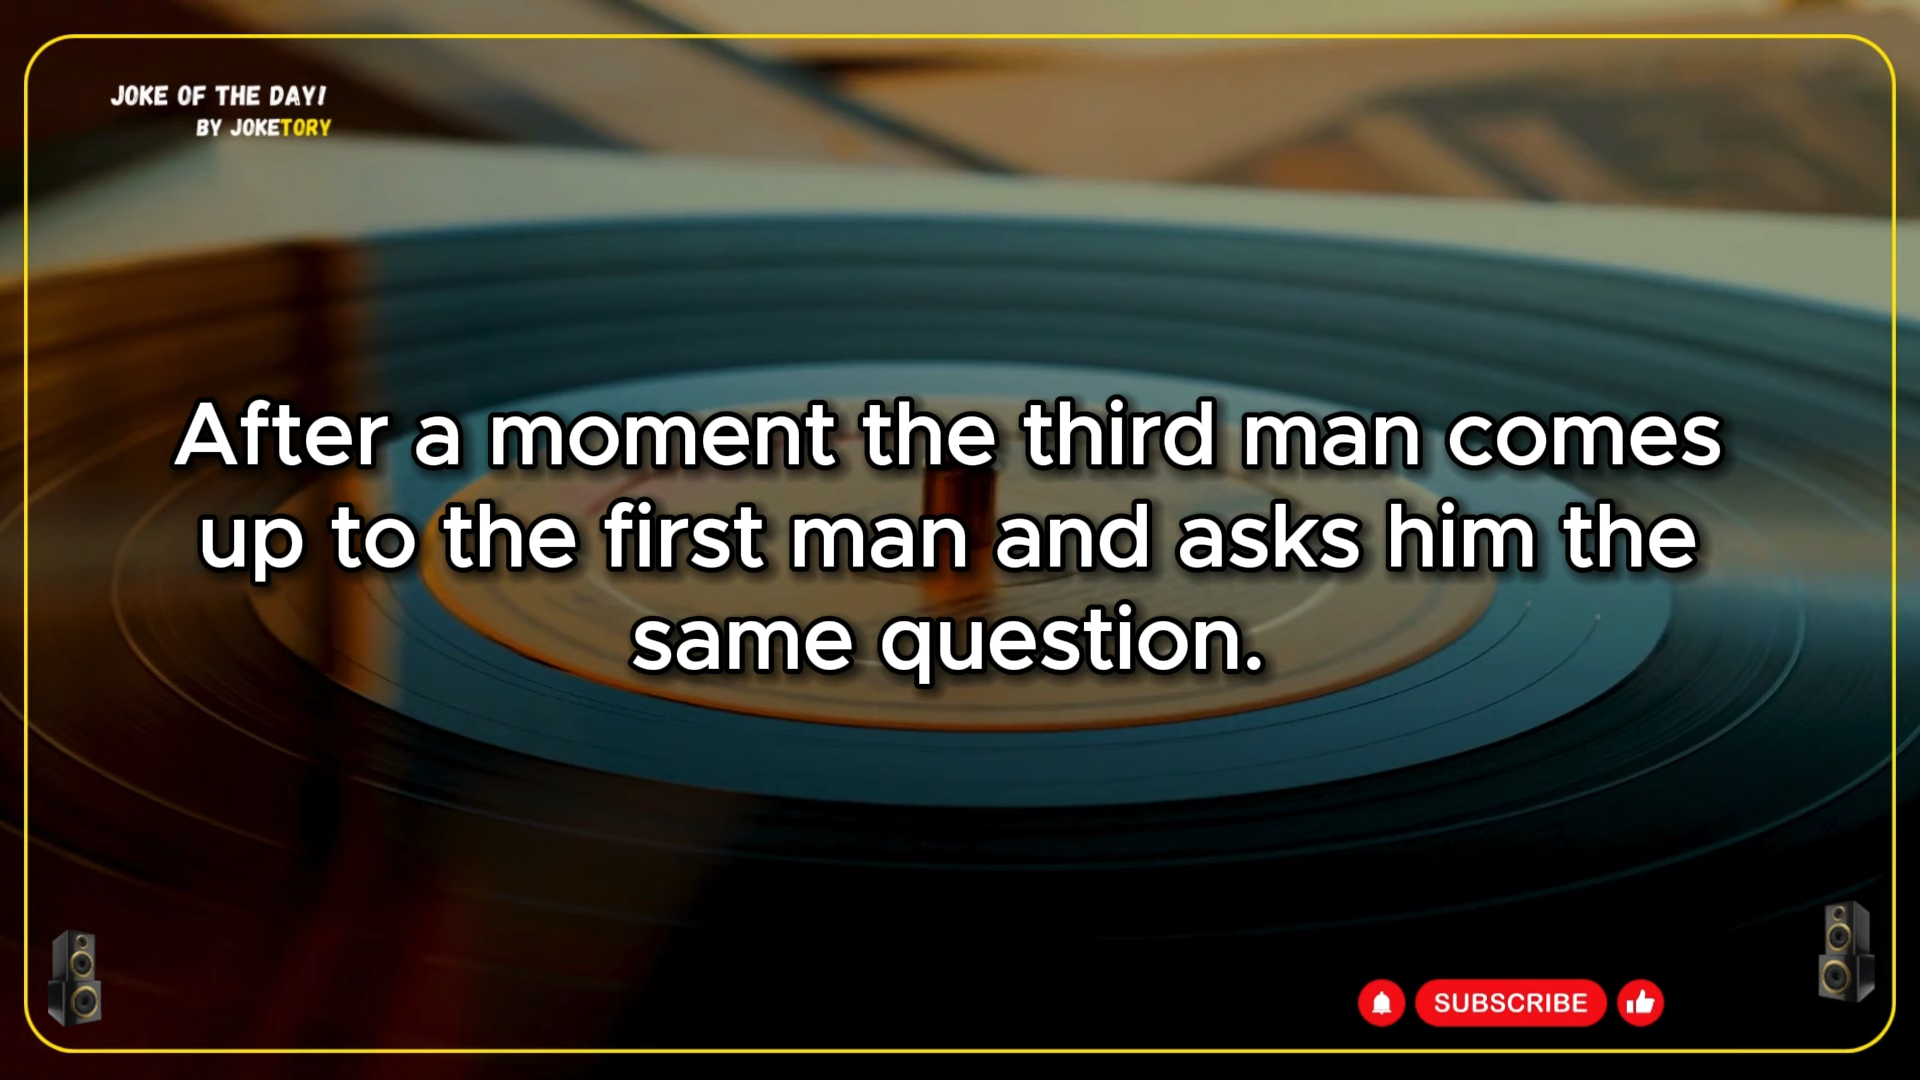 JOKE OF THE DAY!
BY JOKETORY
After a moment the third man comes
up to the first man and asks him the
same question.
SUBSCRIBE